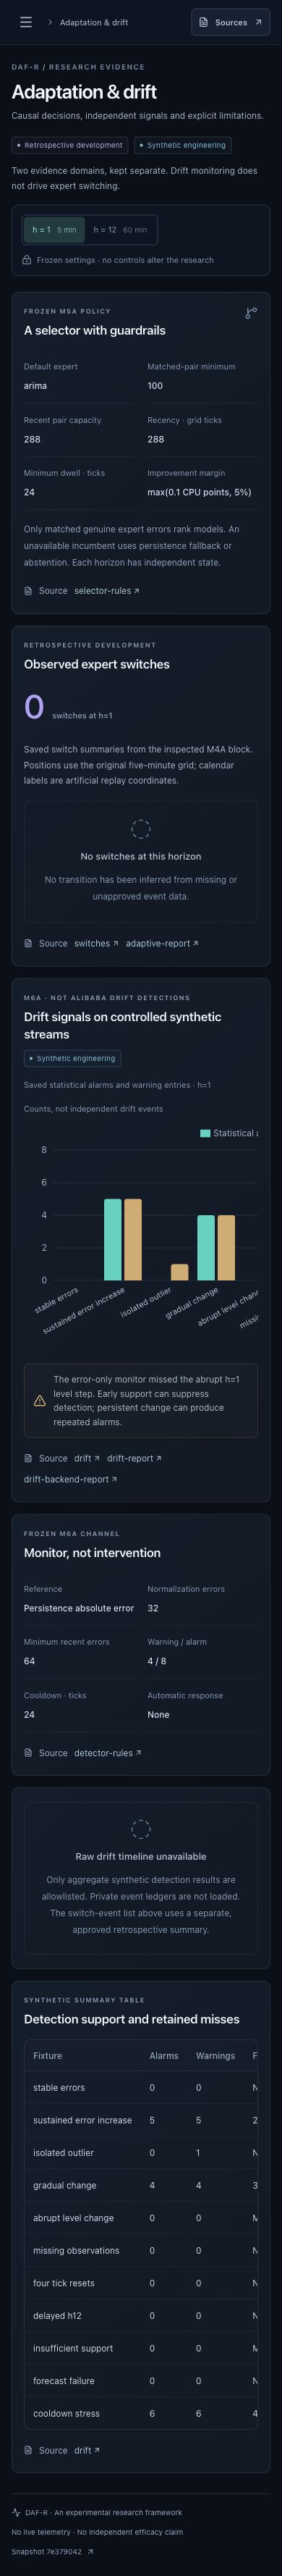 Adaptation & drift
Sources
DAF-R / RESEARCH EVIDENCE
Adaptation & drift
Causal decisions, independent signals and explicit limitations.
Retrospective development
Synthetic engineering
Two evidence domains, kept separate. Drift monitoring does
not drive expert switching.
h = 1 5 min
h = 12 60 min
Frozen settings · no controls alter the research
FROZEN M5A POLICY
A selector with guardrails
Default expert
Matched-pair minimum
arima
100
Recent pair capacity
Recency · grid ticks
288
288
Minimum dwell · ticks
Improvement margin
24
max(0.1 CPU points, 5%)
Only matched genuine expert errors rank models. An
unavailable incumbent uses persistence fallback or
abstention. Each horizon has independent state.
Source selector-rules
RETROSPECTIVE DEVELOPMENT
Observed expert switches
0 switches at h=1
Saved switch summaries from the inspected M4A block.
Positions use the original five-minute grid; calendar
labels are artificial replay coordinates.
No switches at this horizon
No transition has been inferred from missing or
unapproved event data.
Source switches adaptive-report
M6A · NOT ALIBABA DRIFT DETECTIONS
Drift signals on controlled synthetic
streams
Synthetic engineering
Saved statistical alarms and warning entries · h=1
Counts, not independent drift events
Statistical
8
6
4
2
0
stable errors
sustained error increase
isolated outlier
gradual change
abrupt level
The error-only monitor missed the abrupt h=1
level step. Early support can suppress
detection; persistent change can produce
repeated alarms.
Source drift drift-report
drift-backend-report
FROZEN M6A CHANNEL
Monitor, not intervention
Reference
Normalization errors
Persistence absolute error
32
Minimum recent errors
Warning / alarm
64
4 / 8
Cooldown · ticks
Automatic response
24
None
Source detector-rules
Raw drift timeline unavailable
Only aggregate synthetic detection results are
allowlisted. Private event ledgers are not loaded.
The switch-event list above uses a separate,
approved retrospective summary.
SYNTHETIC SUMMARY TABLE
Detection support and retained misses
Fixture Alarms Warnings
stable errors 0 0
sustained error increase 5 5
isolated outlier 0 1
gradual change 4 4
abrupt level change 0 0
missing observations 0 0
four tick resets 0 0
delayed h12 0 0
insufficient support 0 0
forecast failure 0 0
cooldown stress 6 6
Source drift
DAF-R · An experimental research framework
No live telemetry · No independent efficacy claim
Snapshot 7e379042